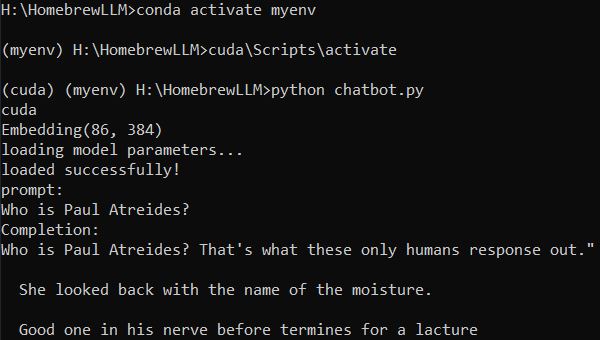 H:\HomebrewLLM>conda activate myenv
(myenv) H:\HomebrewLLM>cuda\Scripts\activate
(cuda) (myenv) H:\HomebrewLLM>python chatbot.py
cuda
Embedding(86, 384)
loading model parameters...
loaded successfully!
prompt:
Who is Paul Atreides?
Completion:
Who is Paul Atreides? That's what these only humans response out."
She looked back with the name of the moisture.
Good one in his nerve before termines for a lacture